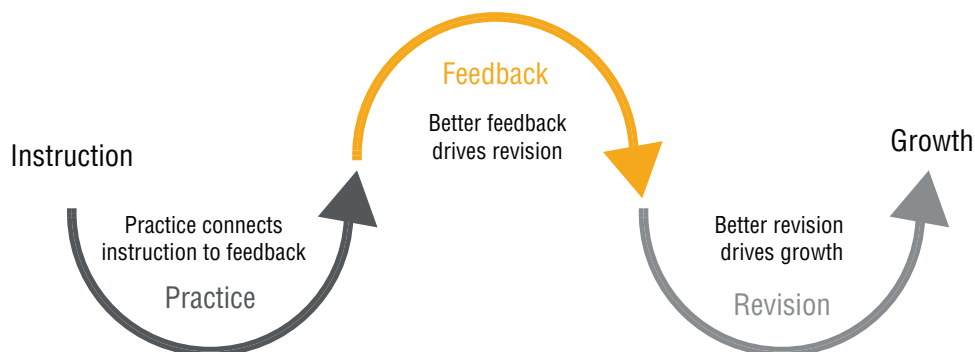 Instruction
Practice connects
instruction to feedback
Practice
Feedback
Better feedback
drives revision
Better revision
drives growth
Revision
Growth